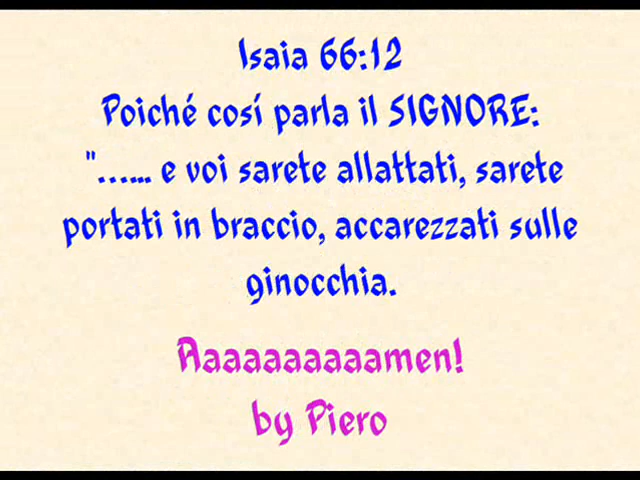 Isaia 66:12
Poiché cosí parla il SIGNORE:
"…... e voi sarete allattati, sarete
portati in braccio, accarezzati sulle
ginocchia.
Aaaaaaaaaamen!
by Piero